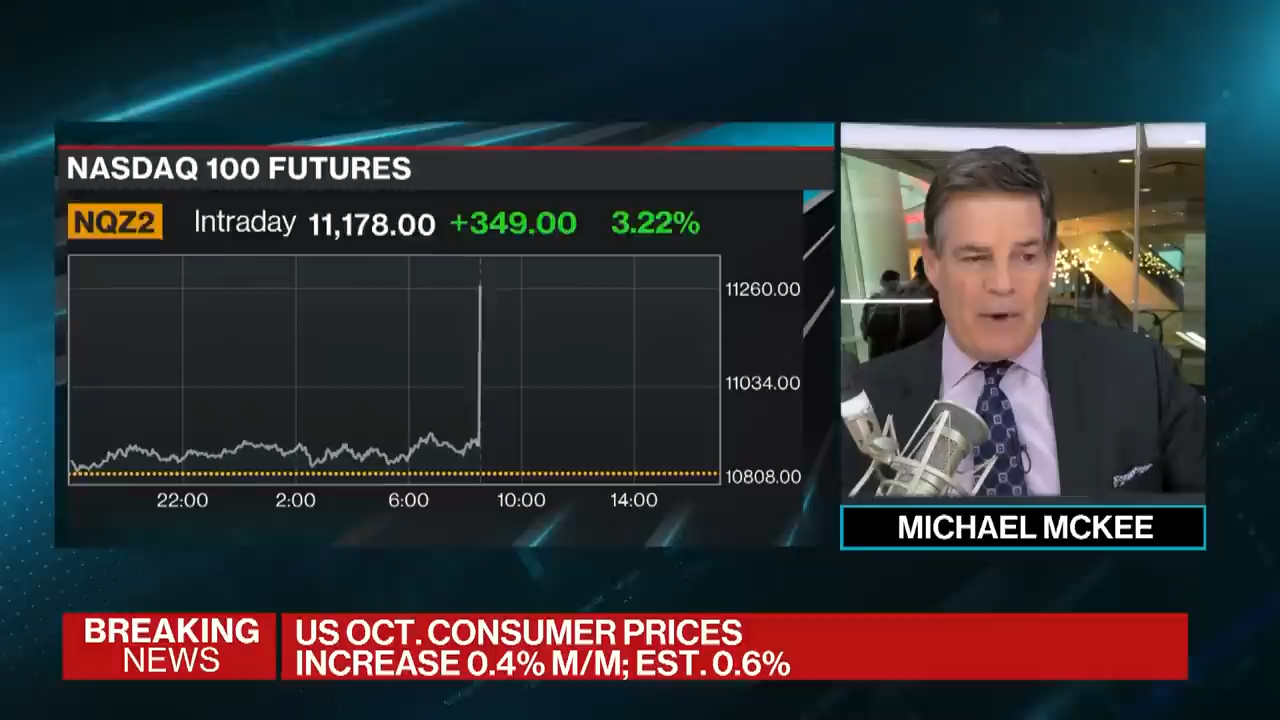 NASDAQ 100 FUTURES
NQZ2 Intraday 11,178.00 +349.00 3.22%
11260.00
11034.00
10808.00
22:00 2:00 6:00 10:00 14:00
MICHAEL MCKEE
BREAKING NEWS
US OCT. CONSUMER PRICES
INCREASE 0.4% M/M; EST. 0.6%